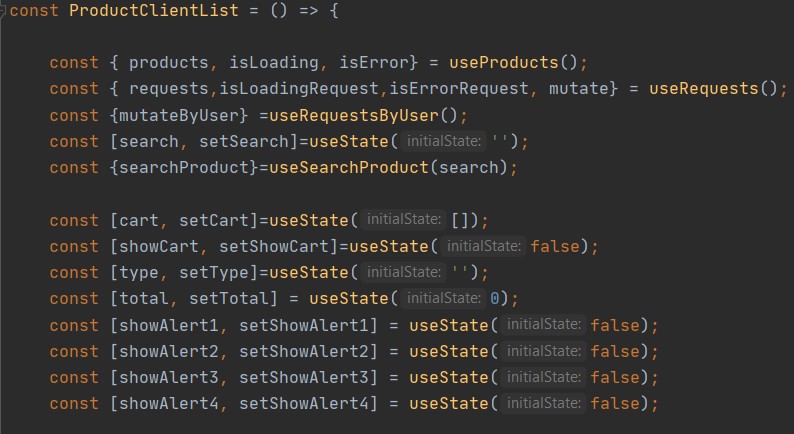 const ProductClientList = () => {
const { products, isLoading, isError} = useProducts();
const { requests,isLoadingRequest,isErrorRequest, mutate} = useRequests();
const {mutateByUser} =useRequestsByUser();
const [search, setSearch]=useState( initialState: '');
const {searchProduct}=useSearchProduct(search);
const [cart, setCart]=useState( initialState: []);
const [showCart, setShowCart]=useState( initialState: false);
const [type, setType]=useState( initialState: '');
const [total, setTotal] = useState( initialState: 0);
const [showAlert1, setShowAlert1] = useState( initialState: false);
const [showAlert2, setShowAlert2] = useState( initialState: false);
const [showAlert3, setShowAlert3] = useState( initialState: false);
const [showAlert4, setShowAlert4] = useState( initialState: false);